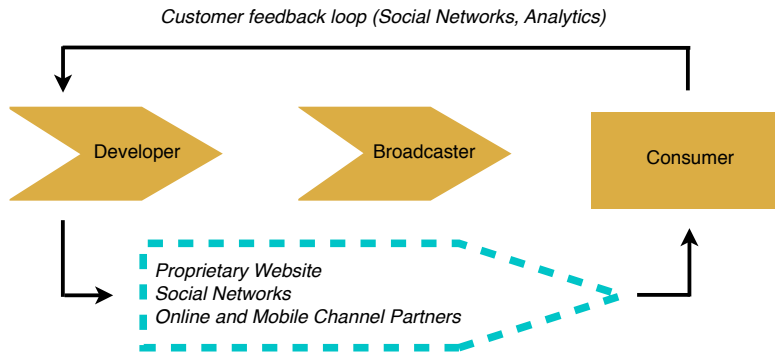 Customer feedback loop (Social Networks, Analytics)
Developer
Broadcaster
Consumer
Proprietary Website
Social Networks
Online and Mobile Channel Partners